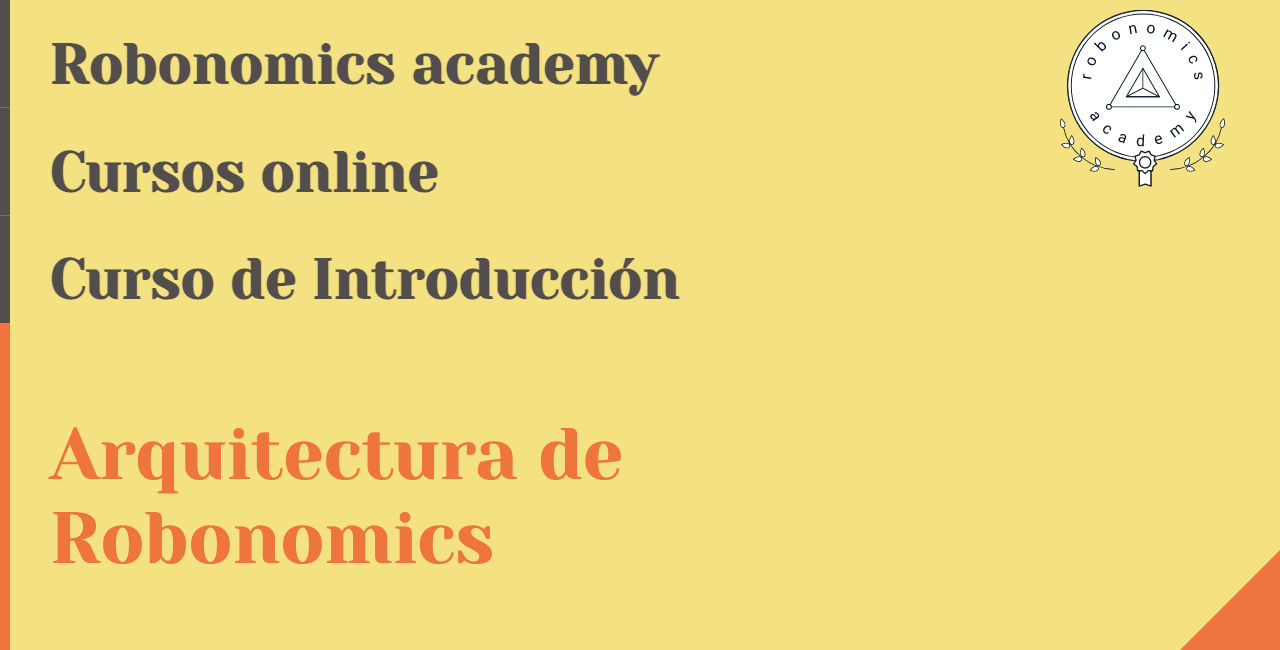 Robonomics academy
Cursos online
Curso de Introducción
Arquitectura de
Robonomics
robonomics
academy